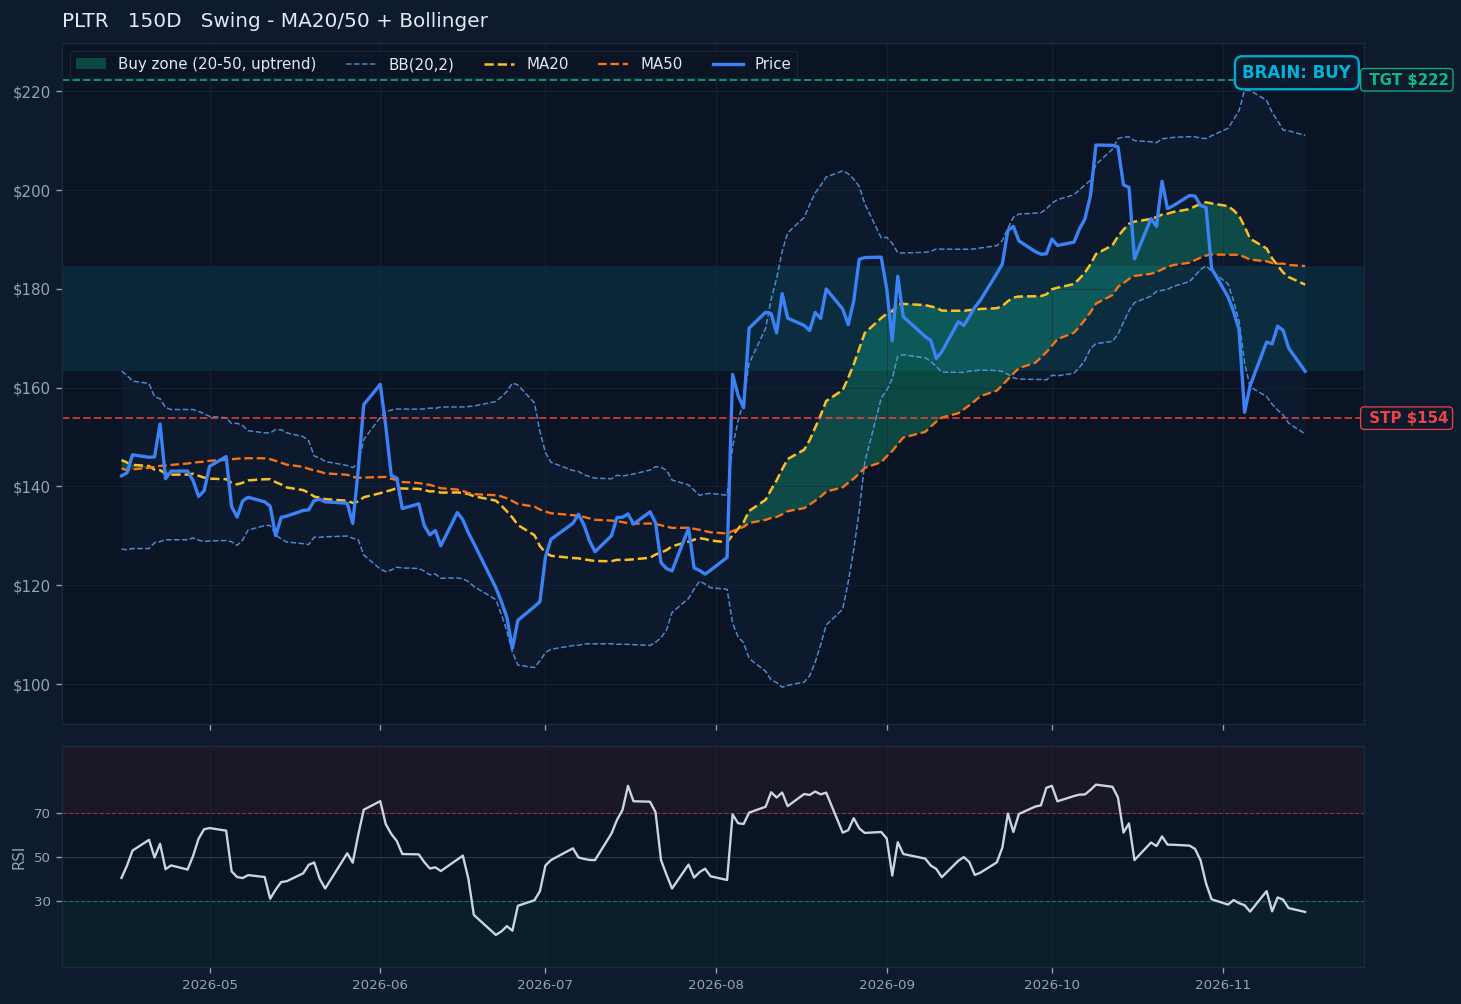 PLTR 150D Swing - MA20/50 + Bollinger
Buy zone (20-50, uptrend) BB(20,2) MA20 MA50 Price
BRAIN: BUY
TGT $222
$220
$200
$180
$160
STP $154
$140
$120
$100
70
50
30
RSI
2026-05 2026-06 2026-07 2026-08 2026-09 2026-10 2026-11